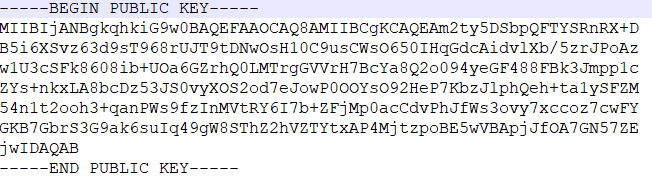 -----BEGIN PUBLIC KEY-----
MIIBIjANBgkqhkiG9w0BAQEFAAOCAQ8AMIIBCgKCAQEAm2ty5DSbpQFTYSRnRX+D
B5i6XSvz63d9sT968rUJT9tDNwOsH10C9usCWsO650IHqGdcAidvlXb/5zrJPoAz
w1U3cSFk8608ib+UOa6GZrhQ0LMTrgGVVrH7BcYa8Q2o094yeGF488FBk3Jmpp1c
ZYs+nkxLA8bcDz53JS0vyXOS2od7eJowP0OOYsO92HeP7KbzJlphQeh+ta1ySFZM
54n1t2ooh3+qanPWs9fzInMVtRY6I7b+ZFjMp0acCdvPhJfWs3ovy7xccoz7cwFY
GKB7GbrS3G9ak6suIq49gW8SThZ2hVZTYtxAP4MjtzpoBE5wVBApjJfOA7GN57ZE
jwIDAQAB
-----END PUBLIC KEY-----